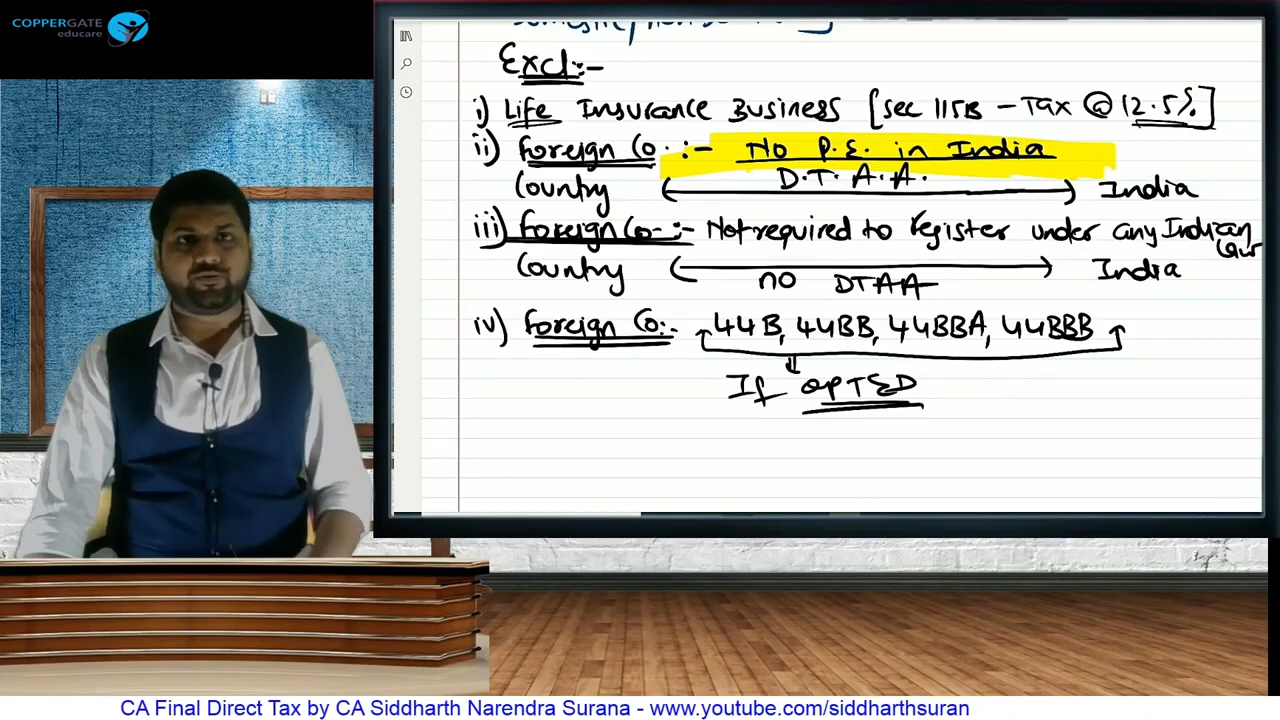 COPPERGATE
educare
Excl:-
i) Life Insurance Business [Sec 115B - Tax @ 12.5%]
ii) Foreign Co. :- No P.E. in India
Country D.T.A.A. India
iii) Foreign Co. :- Not required to register under any Indian Law
Country no DTAA India
iv) Foreign Co. :- 44B, 44BB, 44BBA, 44BBB
If OPTED
CA Final Direct Tax by CA Siddharth Narendra Surana - www.youtube.com/siddharthsuran